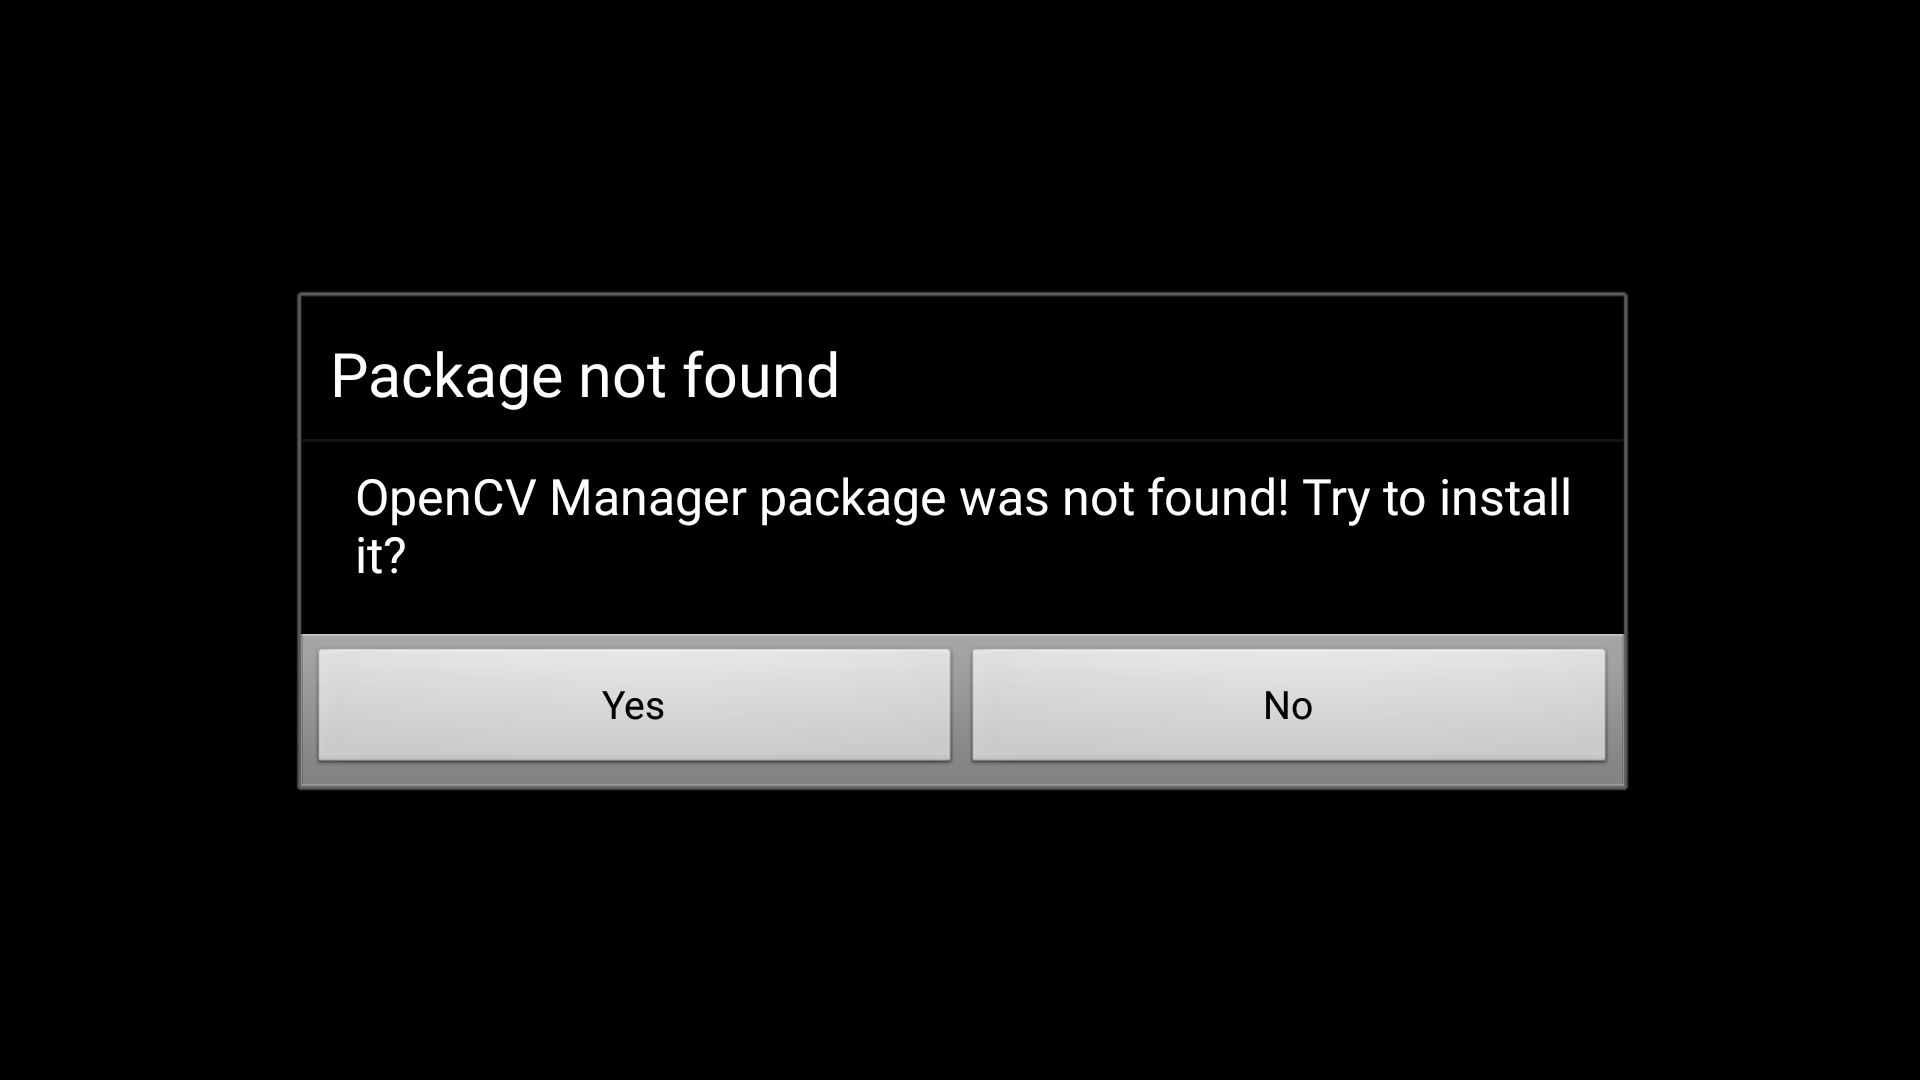 Package not found
OpenCV Manager package was not found! Try to install
it?
Yes
No